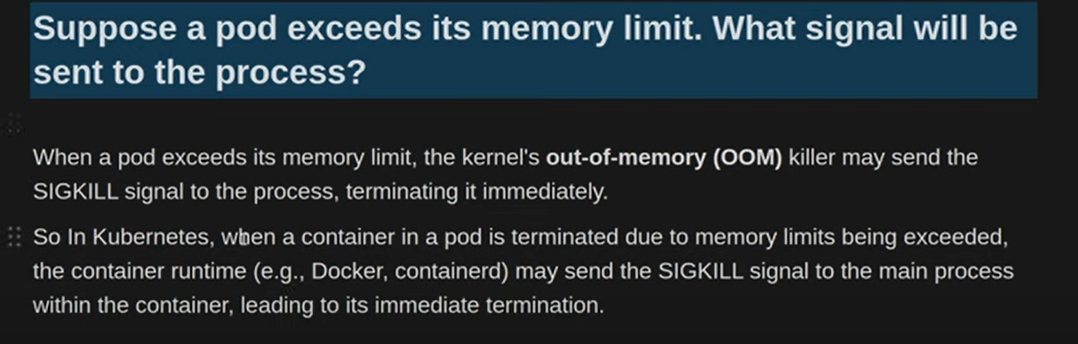 Suppose a pod exceeds its memory limit. What signal will be
sent to the process?
When a pod exceeds its memory limit, the kernel's out-of-memory (OOM) killer may send the
SIGKILL signal to the process, terminating it immediately.
So In Kubernetes, when a container in a pod is terminated due to memory limits being exceeded,
the container runtime (e.g., Docker, containerd) may send the SIGKILL signal to the main process
within the container, leading to its immediate termination.